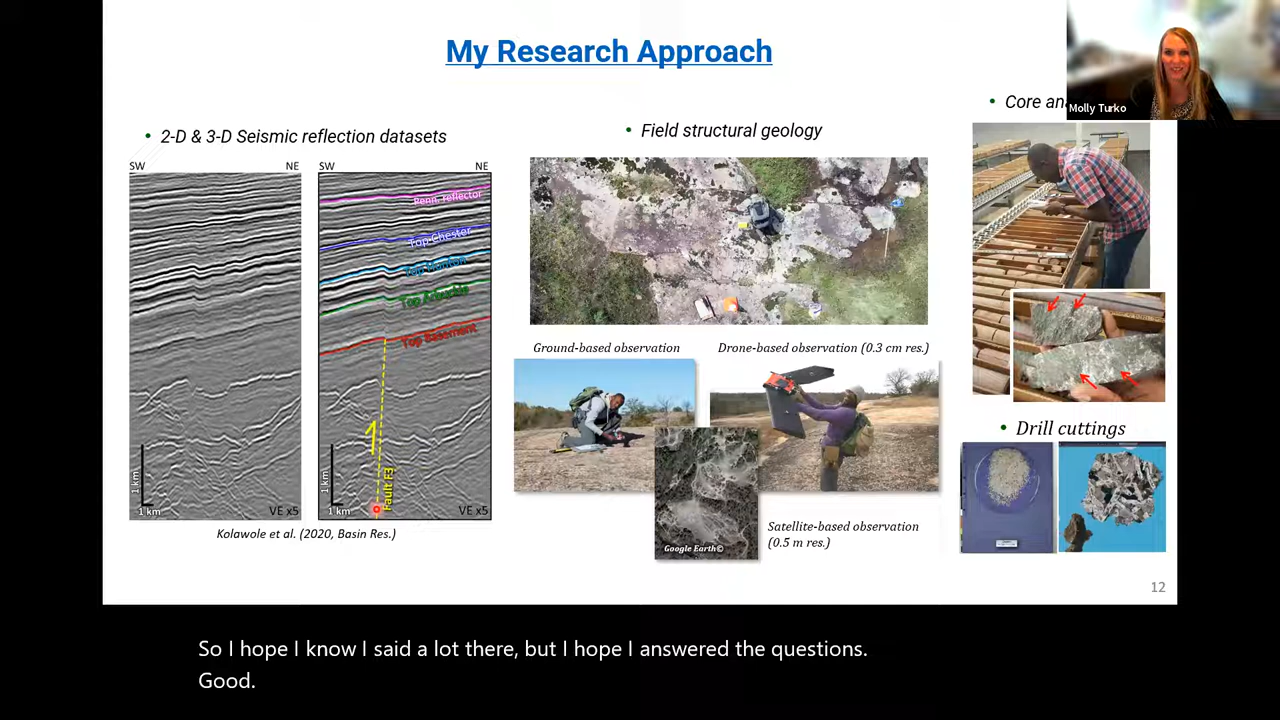 My Research Approach
Molly Turko
• 2-D & 3-D Seismic reflection datasets
SW NE
SW NE
Penn. reflector
Top Chester
Top Hunton
Top Arbuckle
Top Basement
Fault F3
1 km
1 km
VE x5
1 km
1 km
VE x5
Kolawole et al. (2020, Basin Res.)
• Field structural geology
Ground-based observation
Drone-based observation (0.3 cm res.)
Google Earth©
Satellite-based observation
(0.5 m res.)
• Core an
• Drill cuttings
12
So I hope I know I said a lot there, but I hope I answered the questions.
Good.